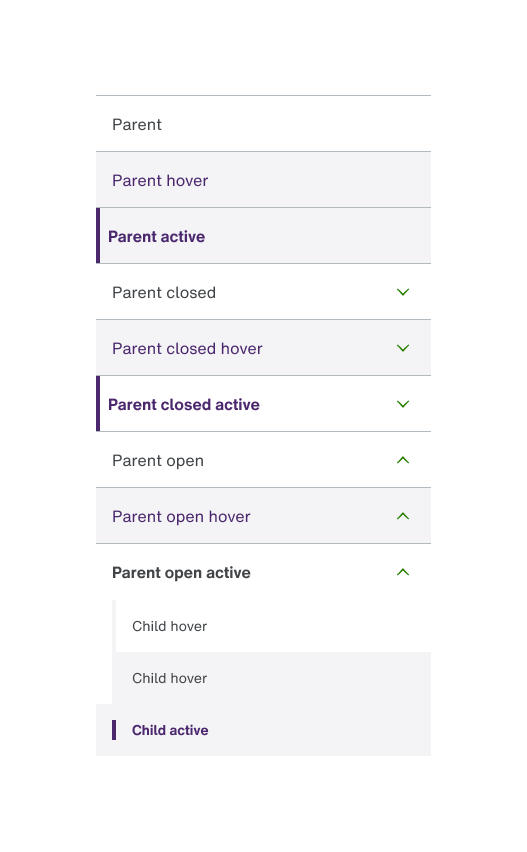 Parent
Parent hover
Parent active
Parent closed
Parent closed hover
Parent closed active
Parent open
Parent open hover
Parent open active
Child hover
Child hover
Child active